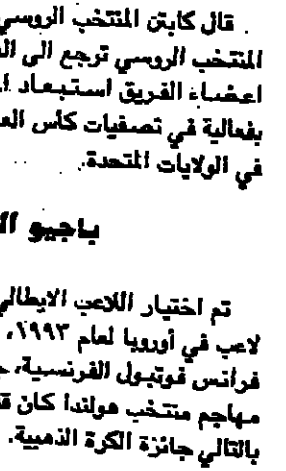 . قال كابتن المنتخب الروسي
المنتخب الروسي ترجع الى
اعضاء الفريق استبعاد
بفعالية في تصفيات كأس
في الولايات المتحدة.
باجيو
تم اختيار اللاعب الايطالي
لاعب في أوروبا لعام ١٩٩٣،
فرانس فوتبول الفرنسية،
مهاجم منتخب هولندا كان
بالتالي جائزة الكرة الذهبية.